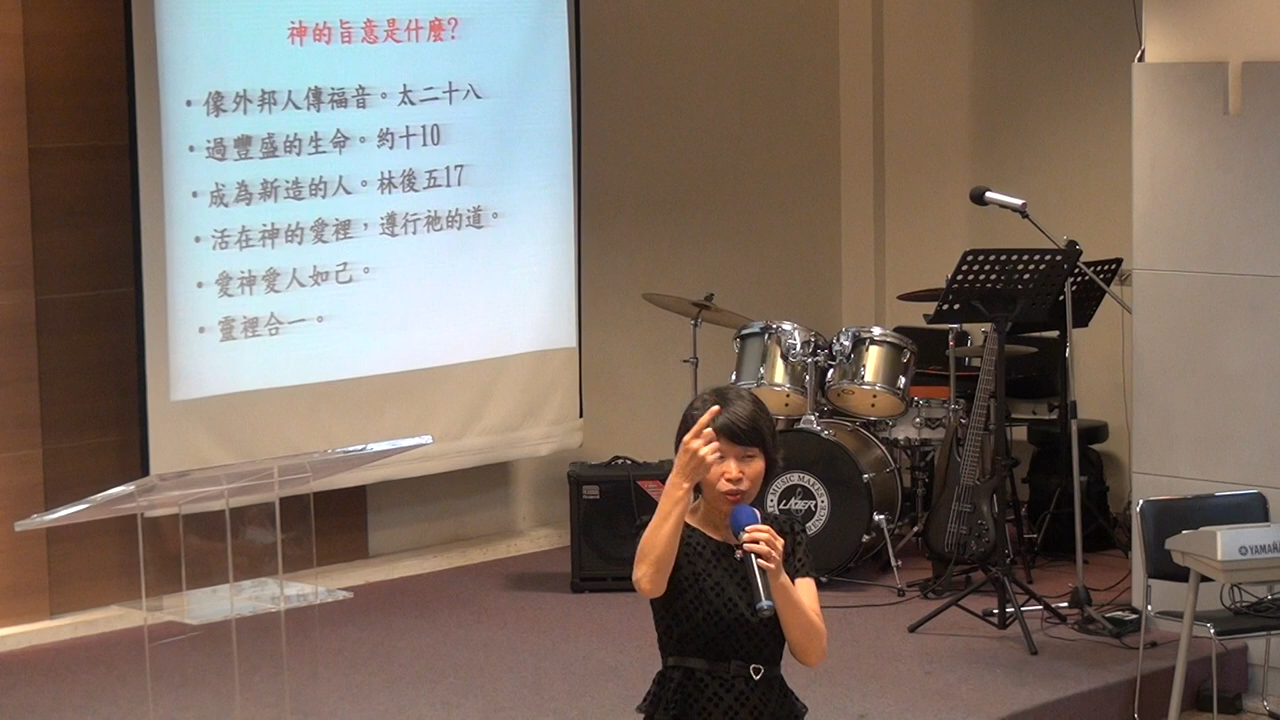 神的旨意是什麼?
• 像外邦人傳福音。太二十八
• 過豐盛的生命。約十10
• 成為新造的人。林後五17
• 活在神的愛裡，遵行祂的道。
• 愛神愛人如己。
• 靈裡合一。
MUSIC MAKES
YAMAHA